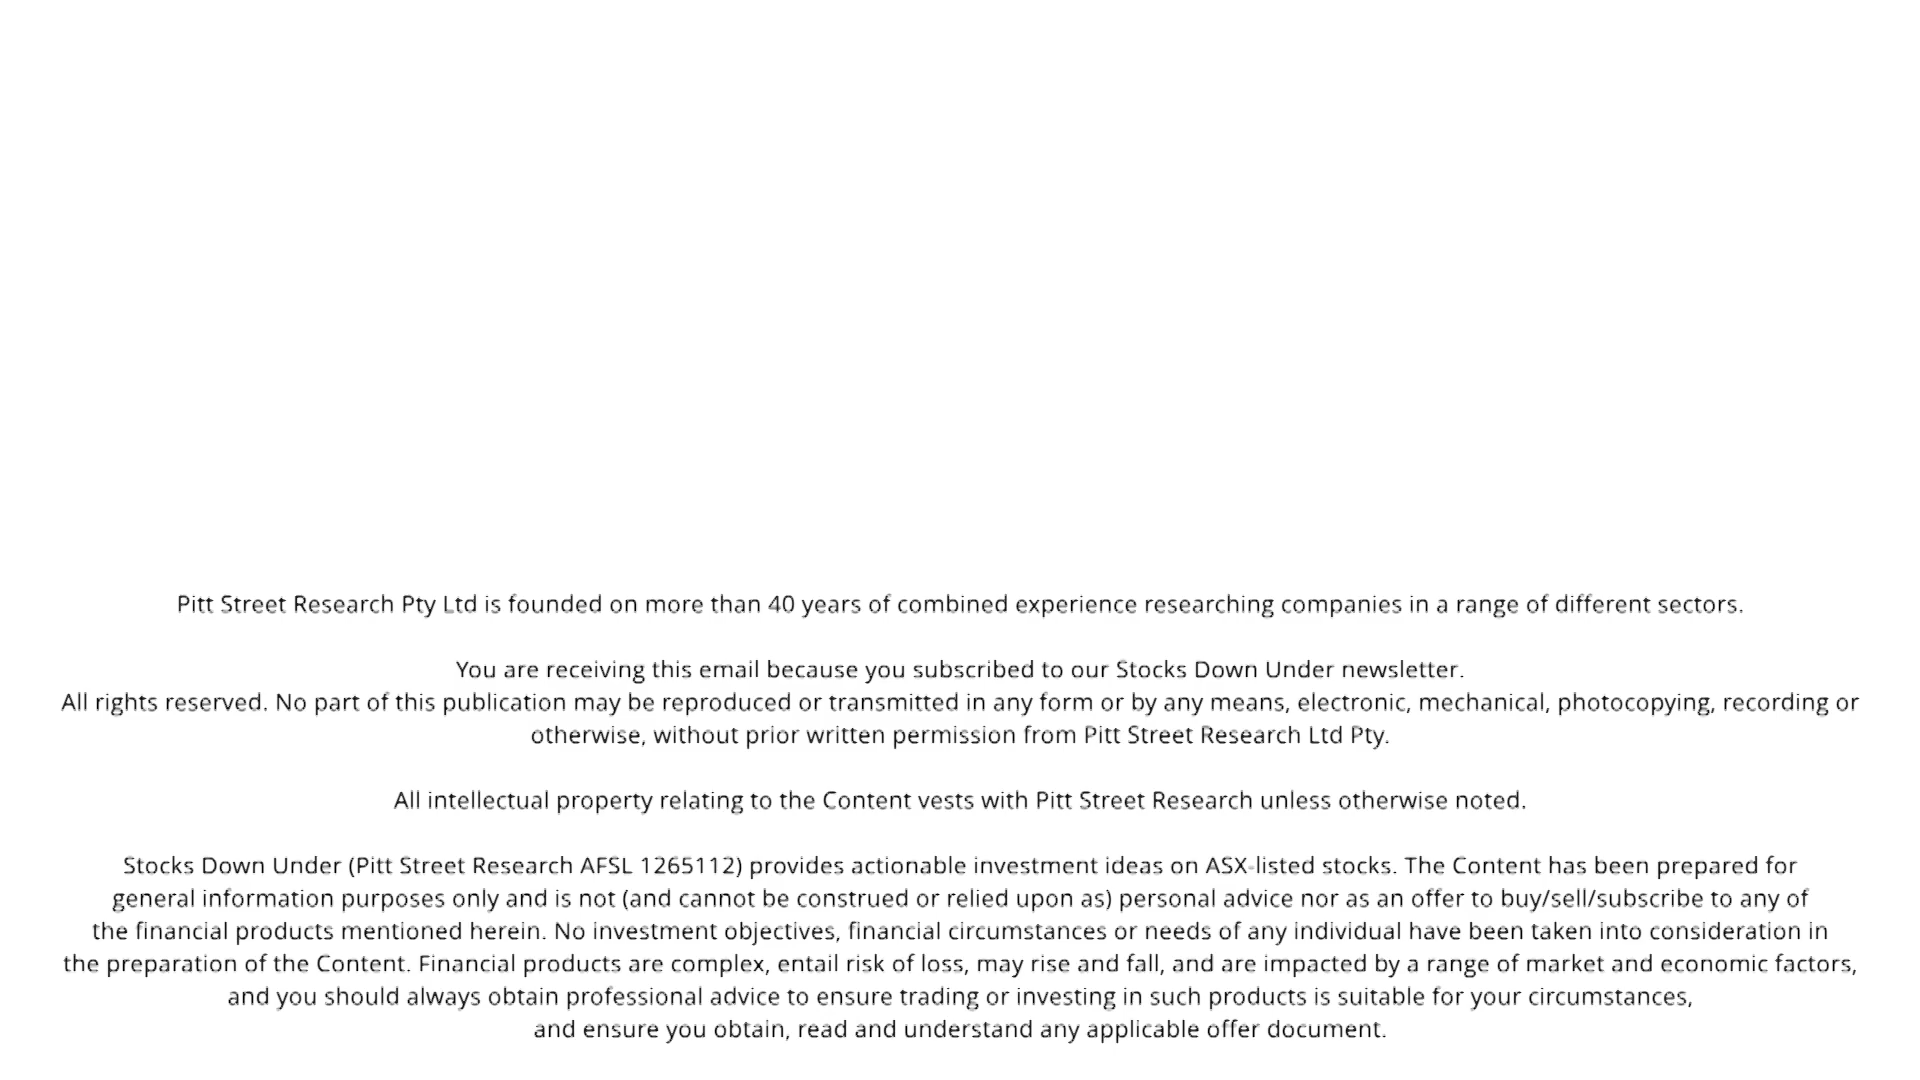 Pitt Street Research Pty Ltd is founded on more than 40 years of combined experience researching companies in a range of different sectors.
You are receiving this email because you subscribed to our Stocks Down Under newsletter.
All rights reserved. No part of this publication may be reproduced or transmitted in any form or by any means, electronic, mechanical, photocopying, recording or
otherwise, without prior written permission from Pitt Street Research Ltd Pty.
All intellectual property relating to the Content vests with Pitt Street Research unless otherwise noted.
Stocks Down Under (Pitt Street Research AFSL 1265112) provides actionable investment ideas on ASX-listed stocks. The Content has been prepared for
general information purposes only and is not (and cannot be construed or relied upon as) personal advice nor as an offer to buy/sell/subscribe to any of
the financial products mentioned herein. No investment objectives, financial circumstances or needs of any individual have been taken into consideration in
the preparation of the Content. Financial products are complex, entail risk of loss, may rise and fall, and are impacted by a range of market and economic factors,
and you should always obtain professional advice to ensure trading or investing in such products is suitable for your circumstances,
and ensure you obtain, read and understand any applicable offer document.